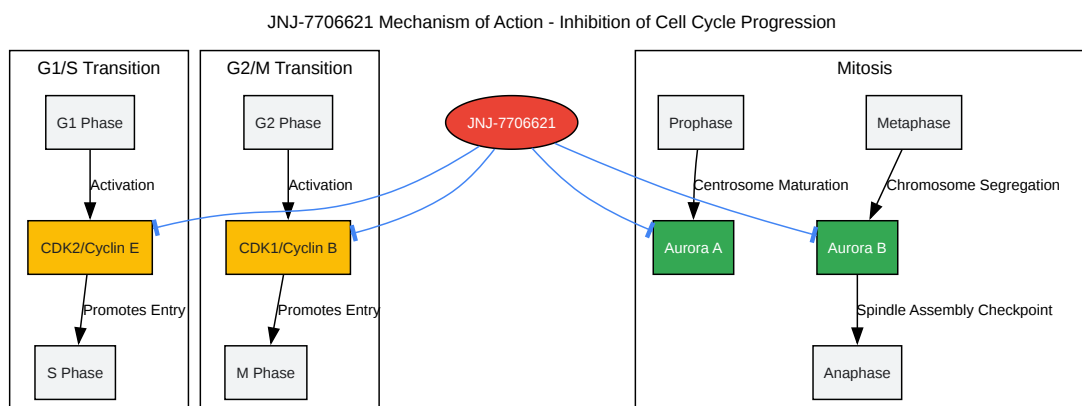 JNJ-7706621 Mechanism of Action - Inhibition of Cell Cycle Progression
G1/S Transition
G1 Phase
Activation
CDK2/Cyclin E
Promotes Entry
S Phase
G2/M Transition
G2 Phase
Activation
CDK1/Cyclin B
Promotes Entry
M Phase
JNJ-7706621
Mitosis
Prophase
Centrosome Maturation
Aurora A
Metaphase
Chromosome Segregation
Aurora B
Spindle Assembly Checkpoint
Anaphase